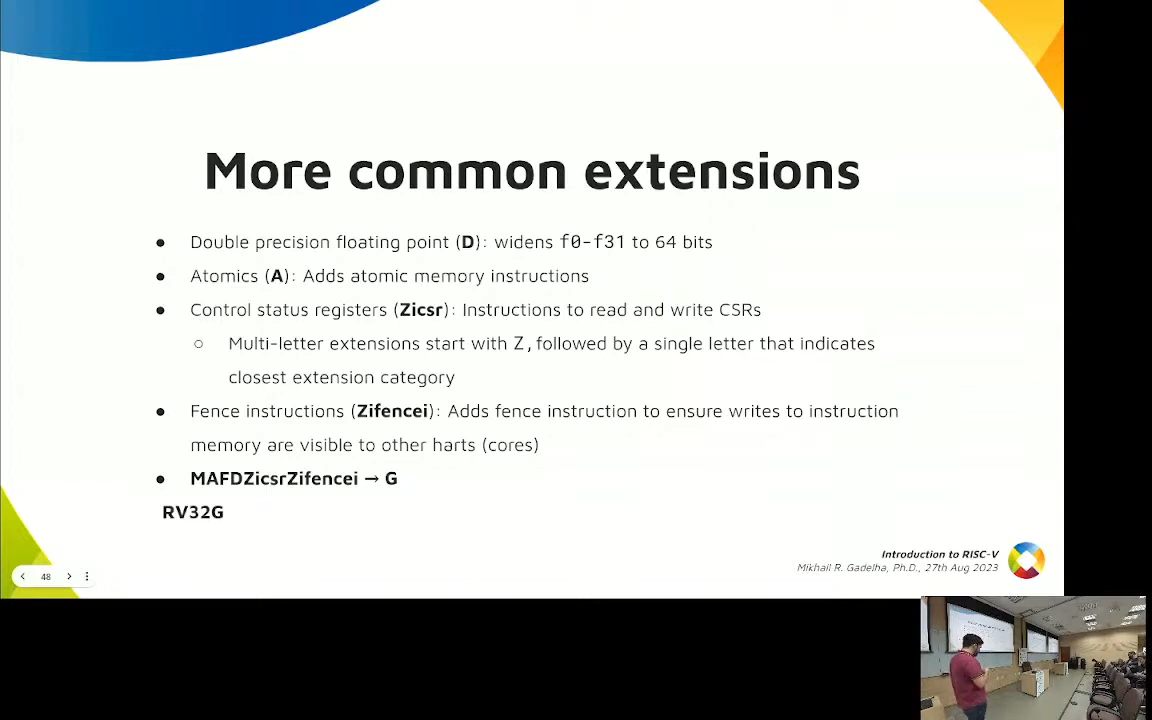 More common extensions
● Double precision floating point (D): widens f0-f31 to 64 bits
● Atomics (A): Adds atomic memory instructions
● Control status registers (Zicsr): Instructions to read and write CSRs
○ Multi-letter extensions start with Z, followed by a single letter that indicates
closest extension category
● Fence instructions (Zifencei): Adds fence instruction to ensure writes to instruction
memory are visible to other harts (cores)
● MAFDZicsrZifencei → G
RV32G
Introduction to RISC-V
Mikhail R. Gadelha, Ph.D., 27th Aug 2023
48